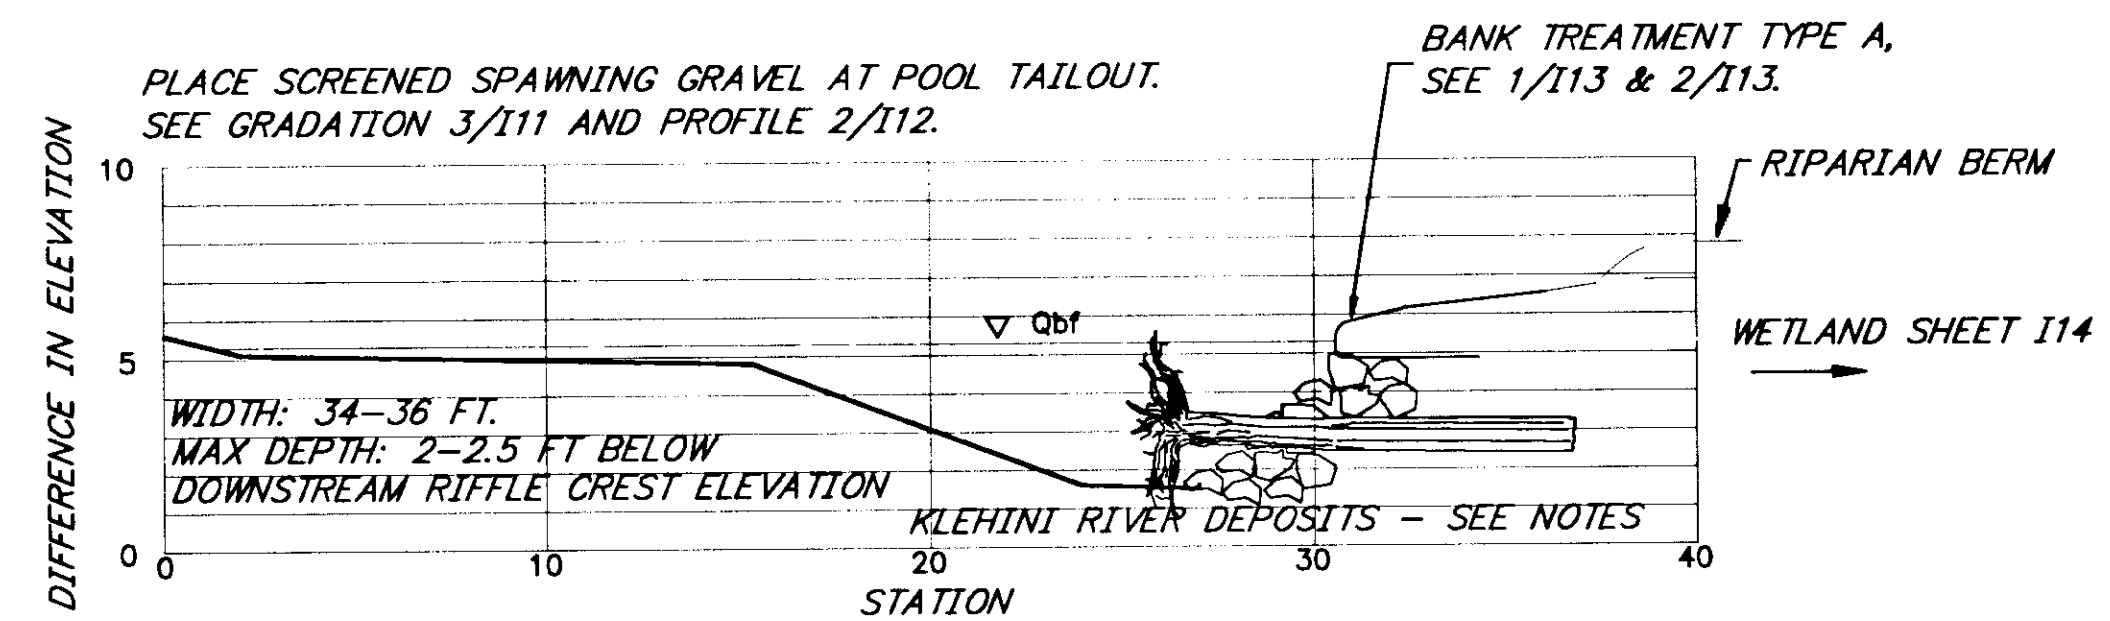 BANK TREATMENT TYPE A,
SEE 1/I13 & 2/I13.
PLACE SCREENED SPAWNING GRAVEL AT POOL TAILOUT.
SEE GRADATION 3/I11 AND PROFILE 2/I12.
DIFFERENCE IN ELEVATION
10
5
0
RIPARIAN BERM
Qbf
WETLAND SHEET I14
WIDTH: 34-36 FT.
MAX DEPTH: 2-2.5 FT BELOW
DOWNSTREAM RIFFLE CREST ELEVATION
KLEHINI RIVER DEPOSITS - SEE NOTES
0 10 20 30 40
STATION